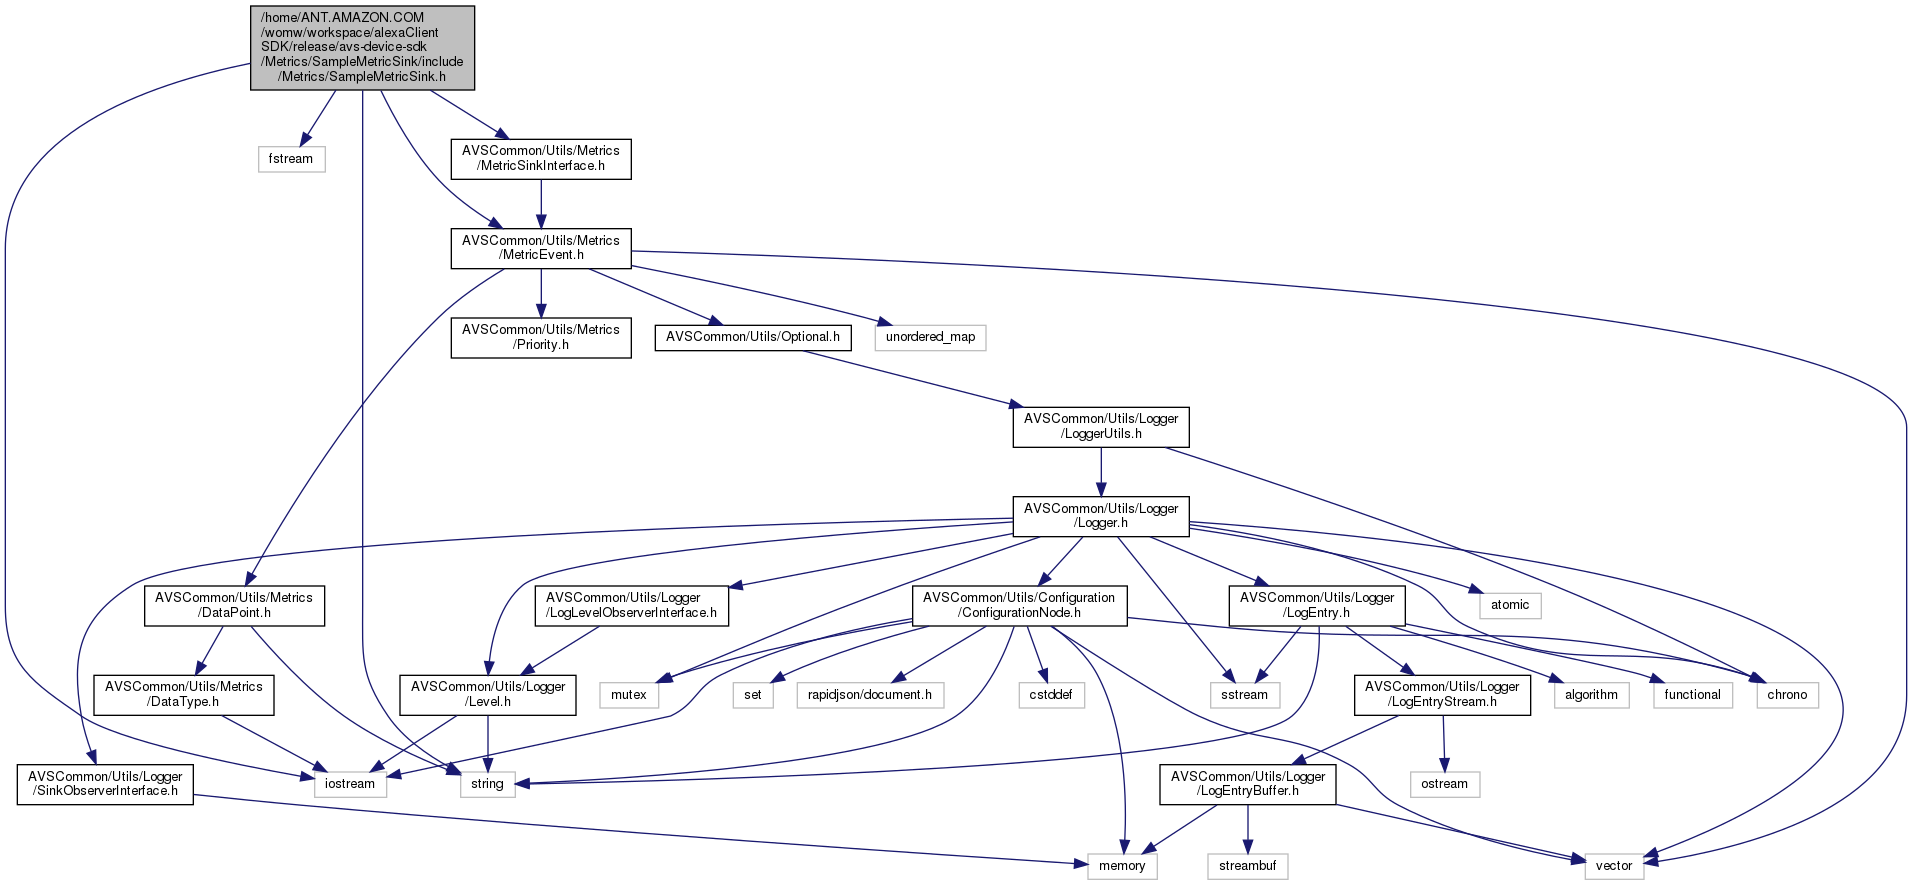 /home/ANT.AMAZON.COM
/womw/workspace/alexaClient
SDK/release/avs-device-sdk
/Metrics/SampleMetricSink/include
/Metrics/SampleMetricSink.h
fstream
AVSCommon/Utils/Metrics
/MetricSinkInterface.h
AVSCommon/Utils/Metrics
/MetricEvent.h
AVSCommon/Utils/Metrics
/Priority.h
AVSCommon/Utils/Optional.h
unordered_map
AVSCommon/Utils/Logger
/LoggerUtils.h
AVSCommon/Utils/Logger
/Logger.h
AVSCommon/Utils/Metrics
/DataPoint.h
AVSCommon/Utils/Logger
/LogLevelObserverInterface.h
AVSCommon/Utils/Configuration
/ConfigurationNode.h
AVSCommon/Utils/Logger
/LogEntry.h
atomic
AVSCommon/Utils/Metrics
/DataType.h
AVSCommon/Utils/Logger
/Level.h
mutex
set
rapidjson/document.h
cstddef
sstream
AVSCommon/Utils/Logger
/LogEntryStream.h
algorithm
functional
chrono
AVSCommon/Utils/Logger
/SinkObserverInterface.h
iostream
string
AVSCommon/Utils/Logger
/LogEntryBuffer.h
ostream
memory
streambuf
vector